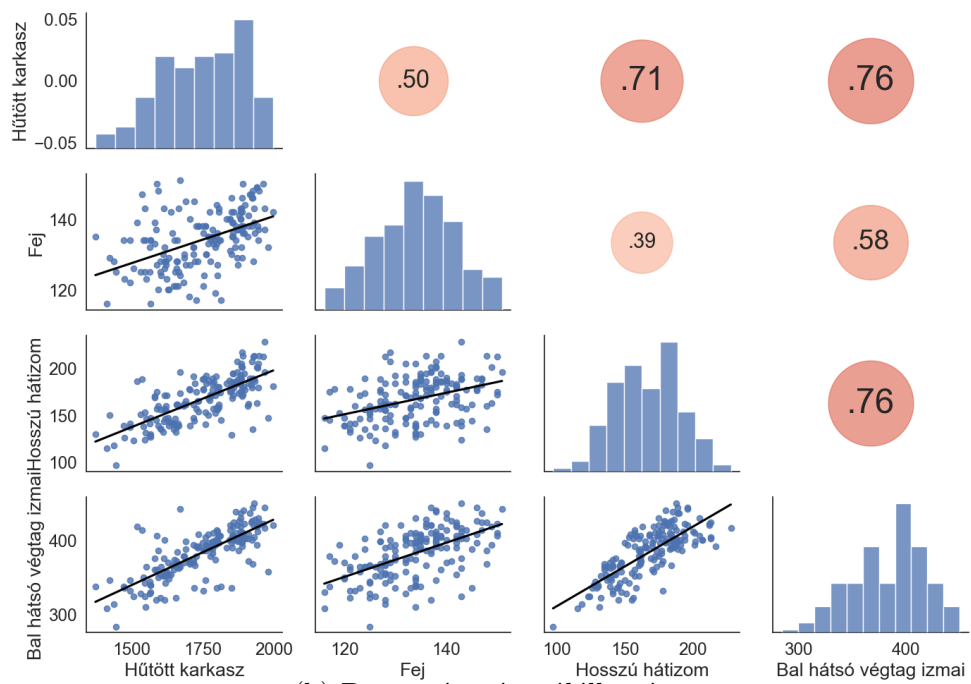 0.05
0.00
−0.05
Hűtött karkasz
.50
.71
.76
140
120
Fej
.39
.58
200
150
100
Hosszú hátizom
.76
400
300
Bal hátsó végtag izmai
1500 1750 2000
120 140
100 150 200
300 400
Hűtött karkasz
Fej
Hosszú hátizom
Bal hátsó végtag izmai